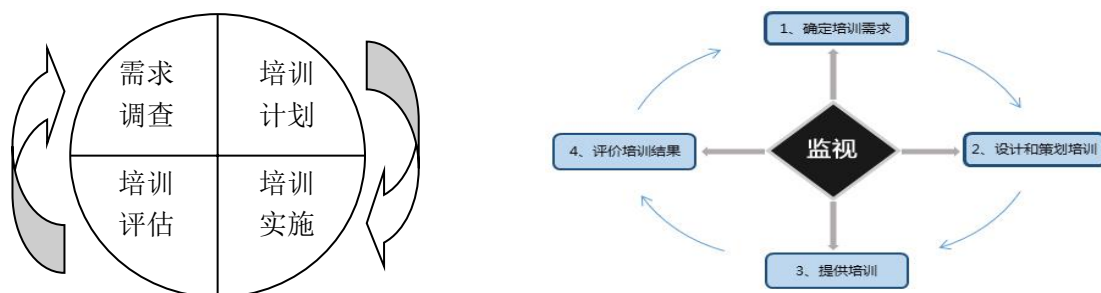 需求
调查
培训
计划
培训
评估
培训
实施
1、确定培训需求
4、评价培训结果
监视
2、设计和策划培训
3、提供培训